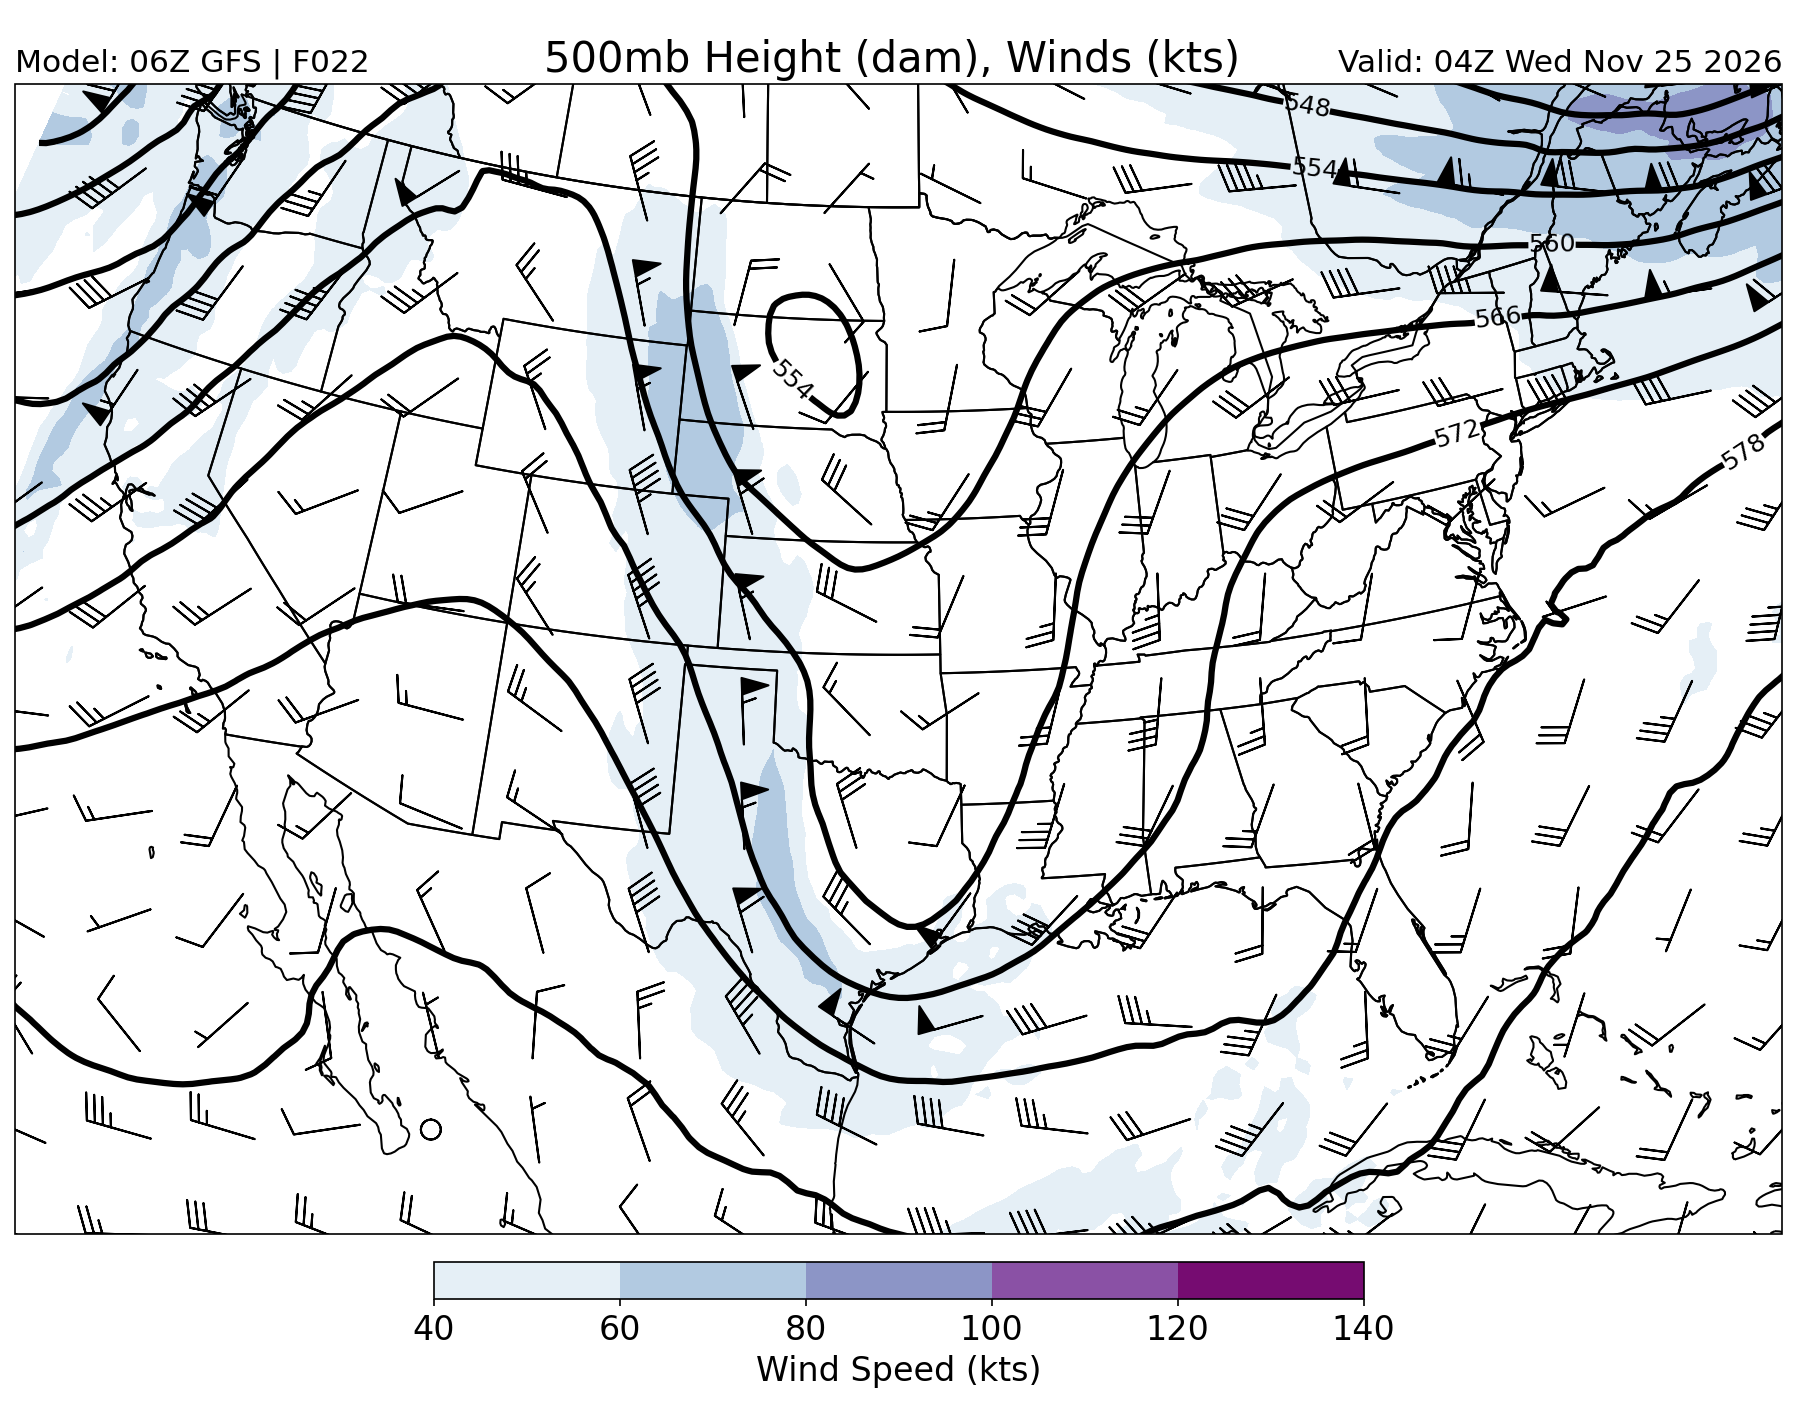 Model: 06Z GFS | F022
500mb Height (dam), Winds (kts)
Valid: 04Z Wed Nov 25 2026
548
554
560
566
554
572
578
40 60 80 100 120 140
Wind Speed (kts)